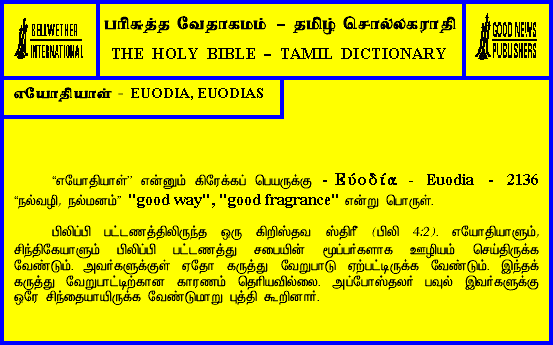 BELLWETHER
INTERNATIONAL
பரிசுத்த வேதாகமம் – தமிழ் சொல்லகராதி
THE HOLY BIBLE – TAMIL DICTIONARY
GOOD NEWS
PUBLISHERS
எயோதியாள் - EUODIA, EUODIAS
“எயோதியாள்” என்னும் கிரேக்கப் பெயருக்கு - Εύοδία - Euodia - 2136
“நல்வழி, நல்மனம்” "good way", "good fragrance" என்று பொருள்.
பிலிப்பி பட்டணத்திலிருந்த ஒரு கிறிஸ்தவ ஸ்திரீ (பிலி 4:2). எயோதியாளும்,
சிந்திகேயாளும் பிலிப்பி பட்டணத்து சபையின் மூப்பர்களாக ஊழியம் செய்திருக்க
வேண்டும். அவர்களுக்குள் ஏதோ கருத்து வேறுபாடு ஏற்பட்டிருக்க வேண்டும். இந்தக்
கருத்து வேறுபாட்டிற்கான காரணம் தெரியவில்லை. அப்போஸ்தலர் பவுல் இவர்களுக்கு
ஒரே சிந்தையாயிருக்க வேண்டுமாறு புத்தி கூறினார்.